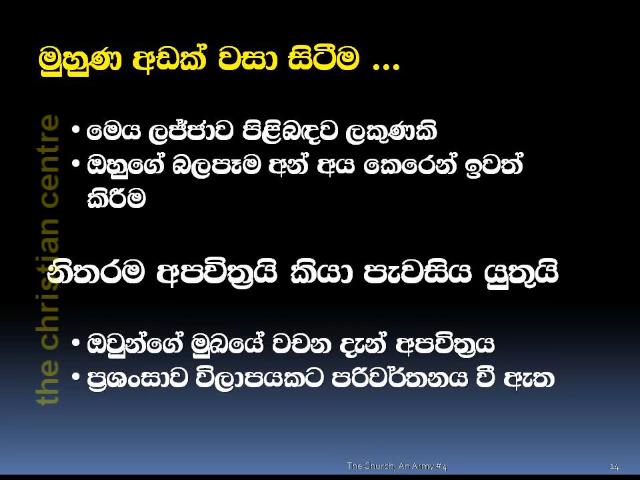 මුහුණ අඩක් වසා සිටීම ...
• මෙය ලජ්ජාව පිළිබඳව ලකුණකි
• ඔහුගේ බලපෑම අන් අය කෙරෙන් ඉවත්
කිරීම
නිතරම අපවිත්‍රයි කියා පැවසිය යුතුයි
• ඔවුන්ගේ මුඛයේ වචන දැන් අපවිත්‍රය
• ප්‍රශංසාව විලාපයකට පරිවර්තනය වී ඇත
the christian centre
The Church, An Army #4
14